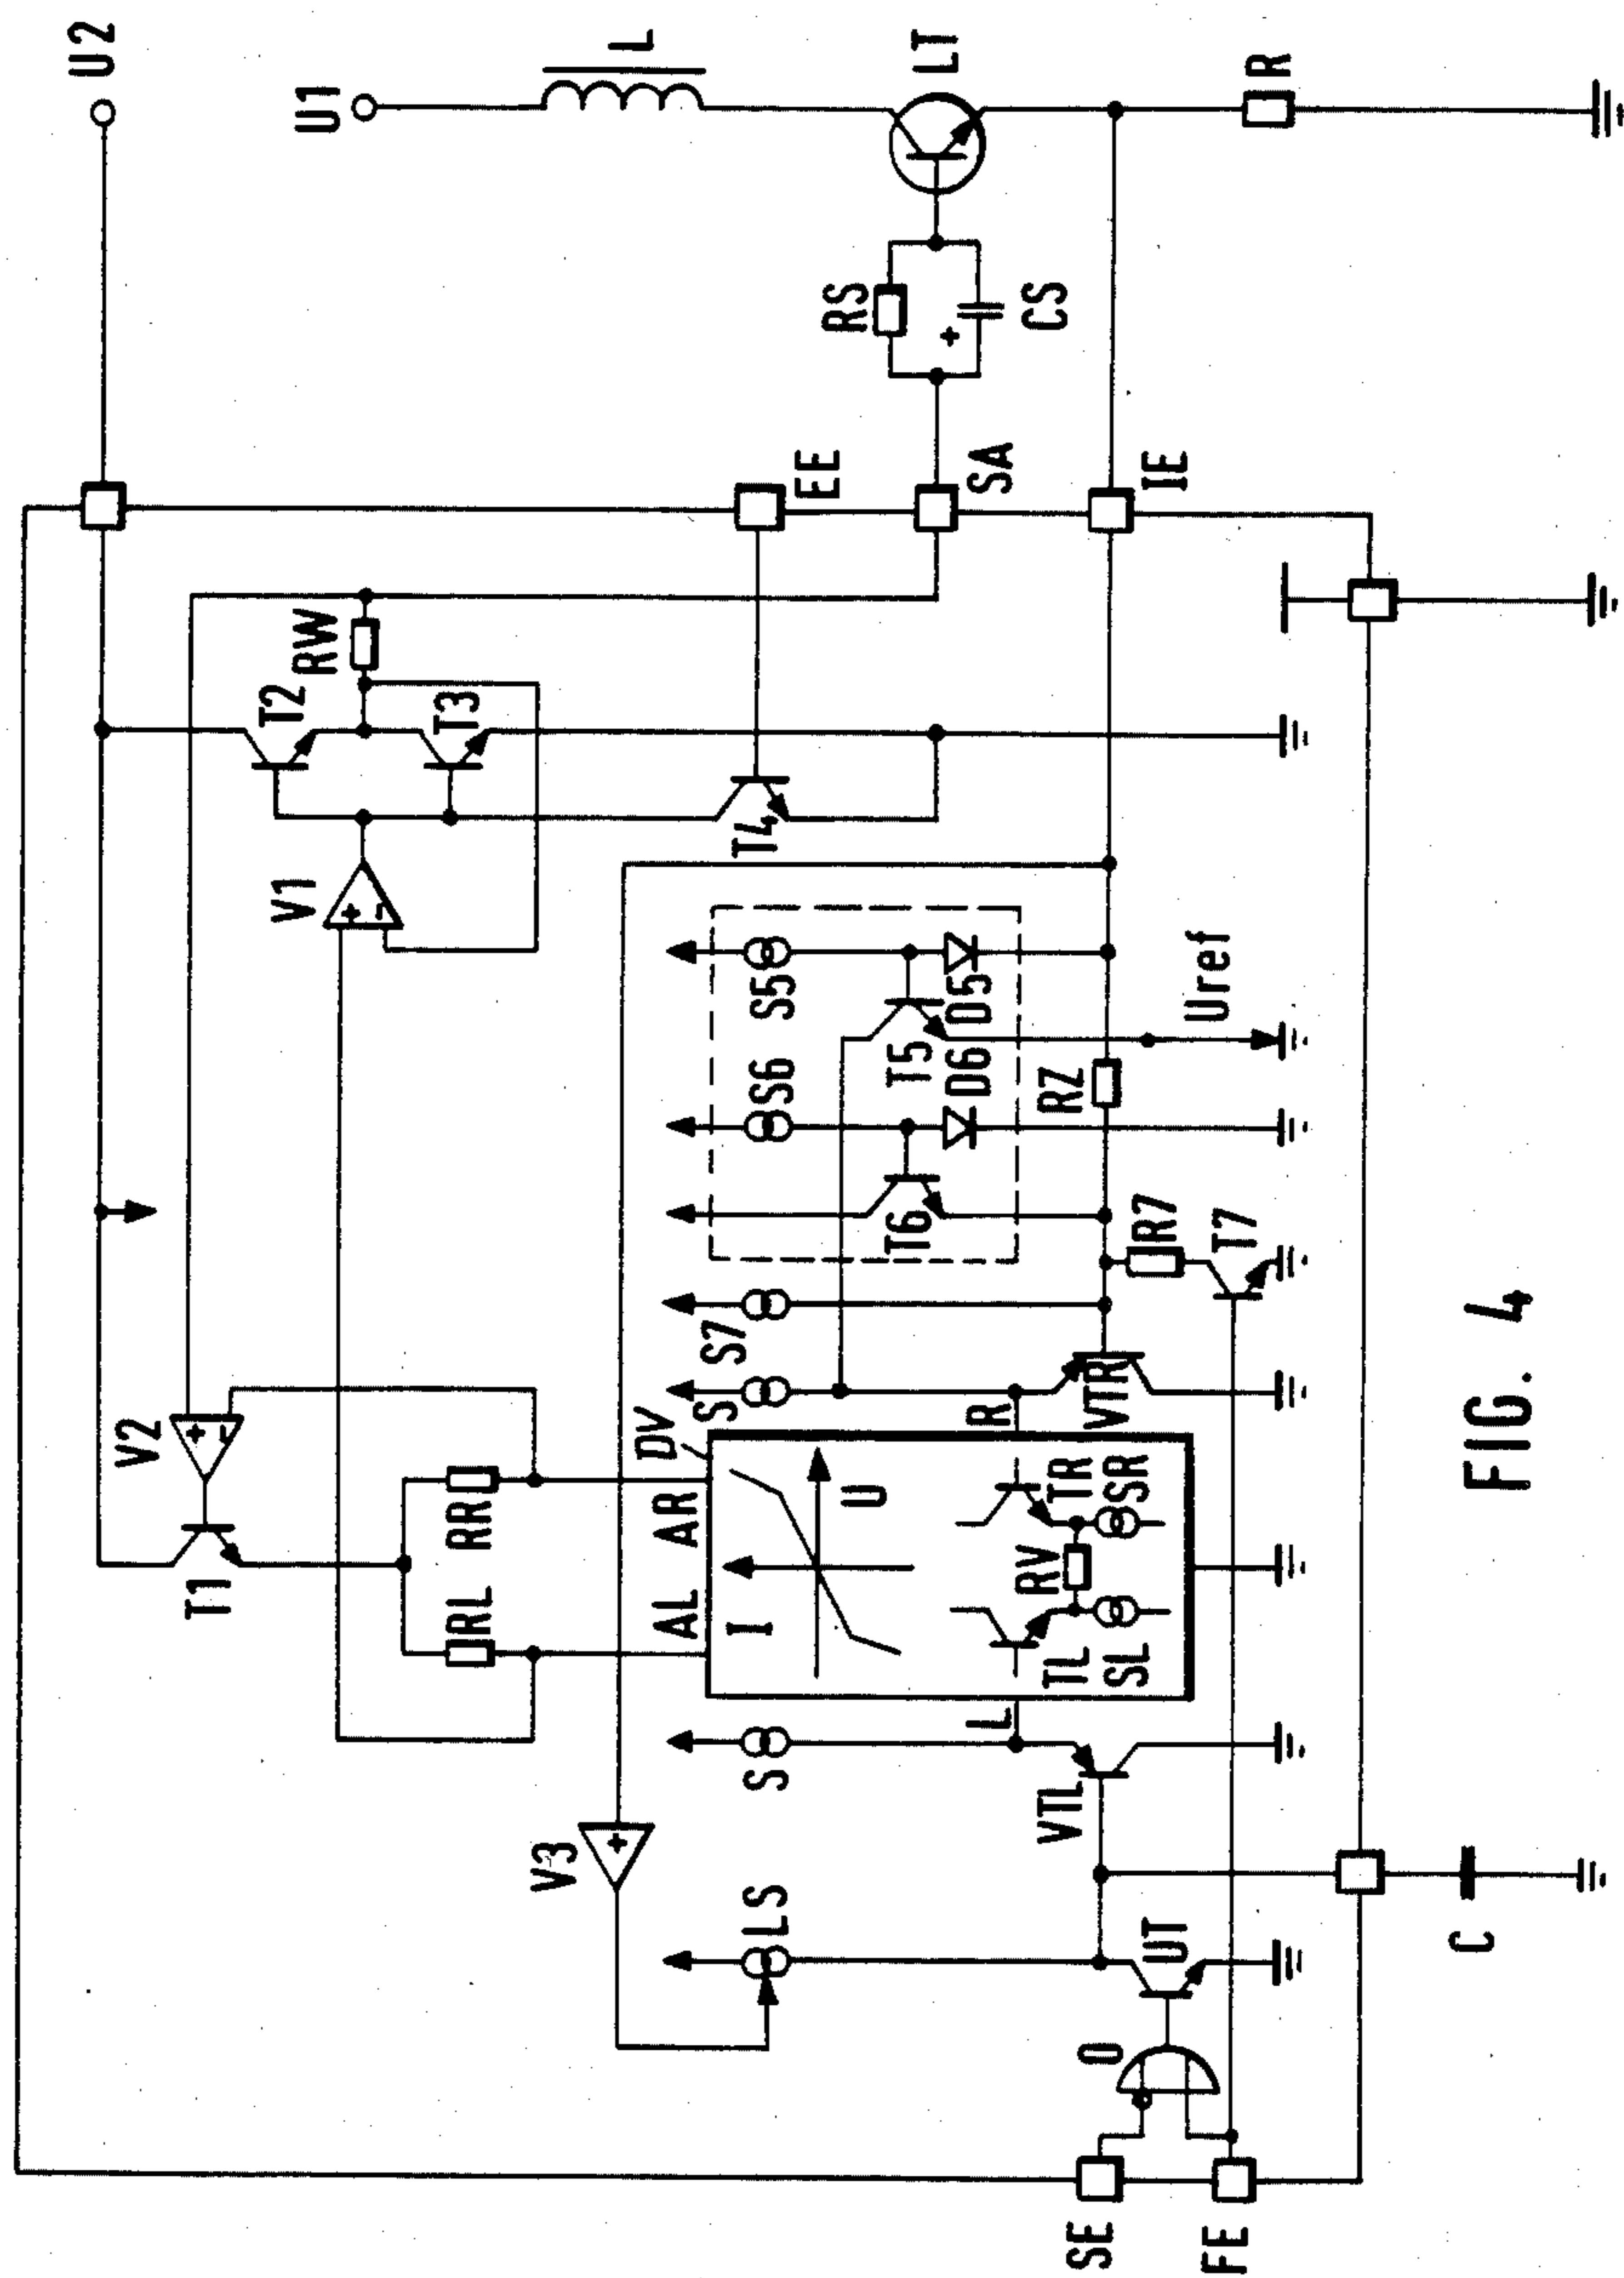 U2
U1
L
LT
R
RS
+
CS
EE
SA
IE
RW
T2
T3
T4
V1
+
-
S5
D5
T5
S6
D6
T6
Uref
RZ
R7
T7
S7
S
R
VTR
V2
+
-
T1
RR
RL
DV
AR
AL
U
I
TR
SR
RV
TL
SL
L
S
VTL
V3
+
LS
UT
O
C
SE
FE
FIG. 4